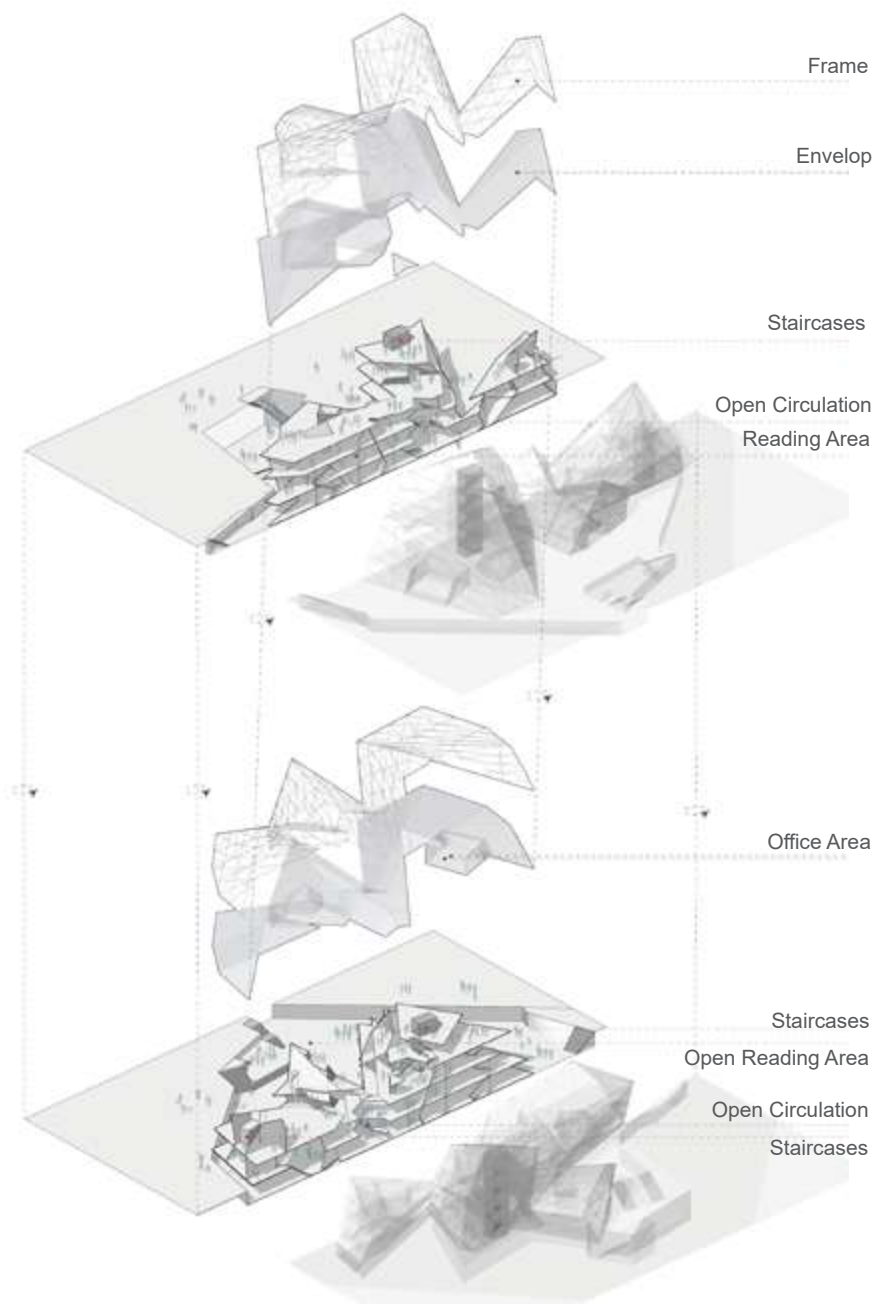 Frame
Envelop
Staircases
Open Circulation
Reading Area
Office Area
Staircases
Open Reading Area
Open Circulation
Staircases